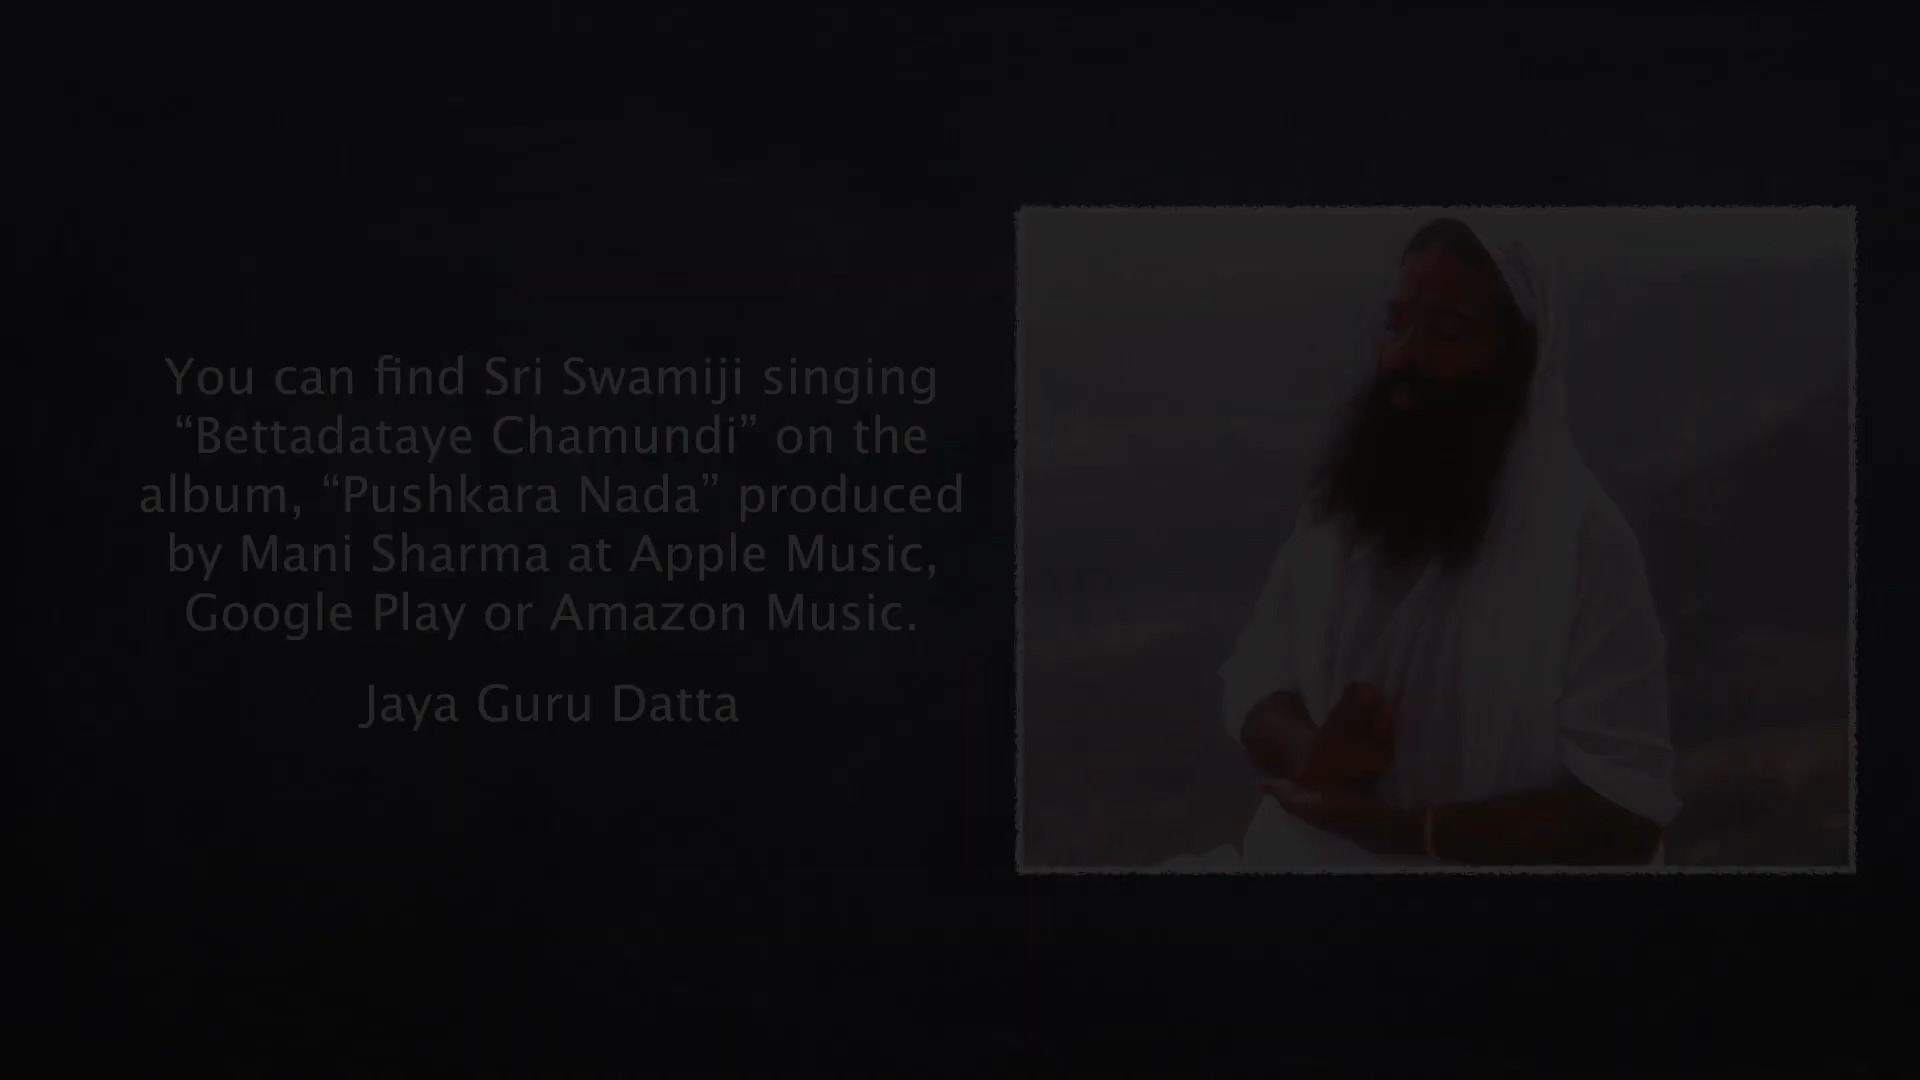 You can find Sri Swamiji singing
“Bettadataye Chamundi” on the
album, “Pushkara Nada” produced
by Mani Sharma at Apple Music,
Google Play or Amazon Music.
Jaya Guru Datta